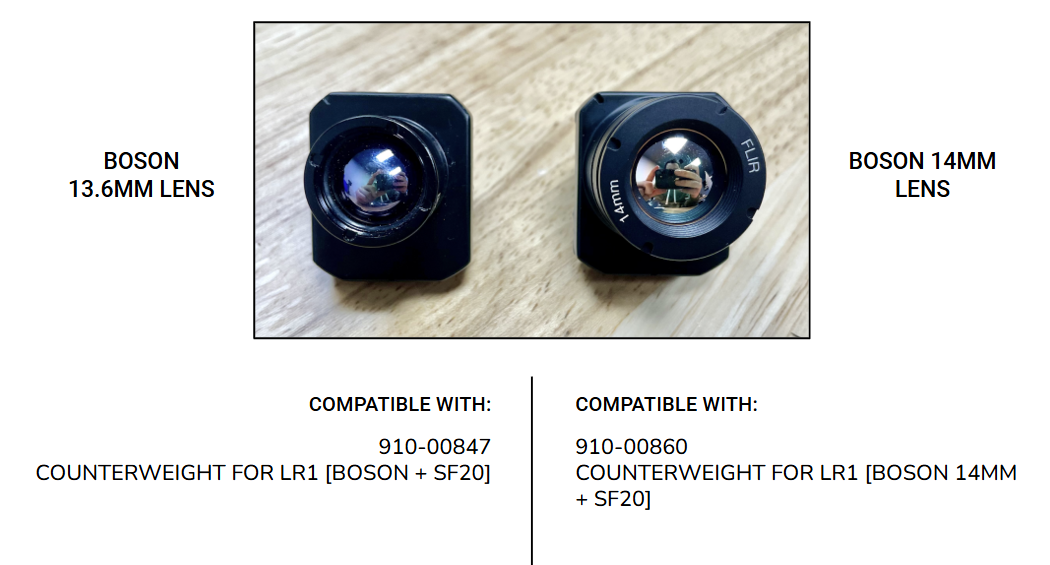 BOSON
13.6MM LENS
FLIR
14mm
BOSON 14MM
LENS
COMPATIBLE WITH:
910-00847
COUNTERWEIGHT FOR LR1 [BOSON + SF20]
COMPATIBLE WITH:
910-00860
COUNTERWEIGHT FOR LR1 [BOSON 14MM
+ SF20]